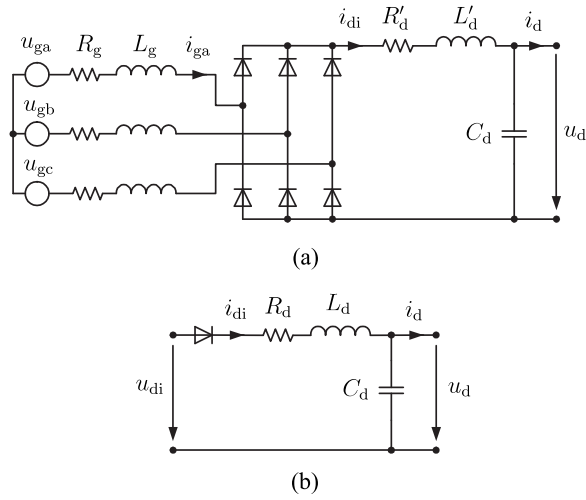 u_ga R_g L_g i_ga i_di R'_d L'_d i_d
u_gb
C_d u_d
u_gc
(a)
i_di R_d L_d i_d
u_di C_d u_d
(b)